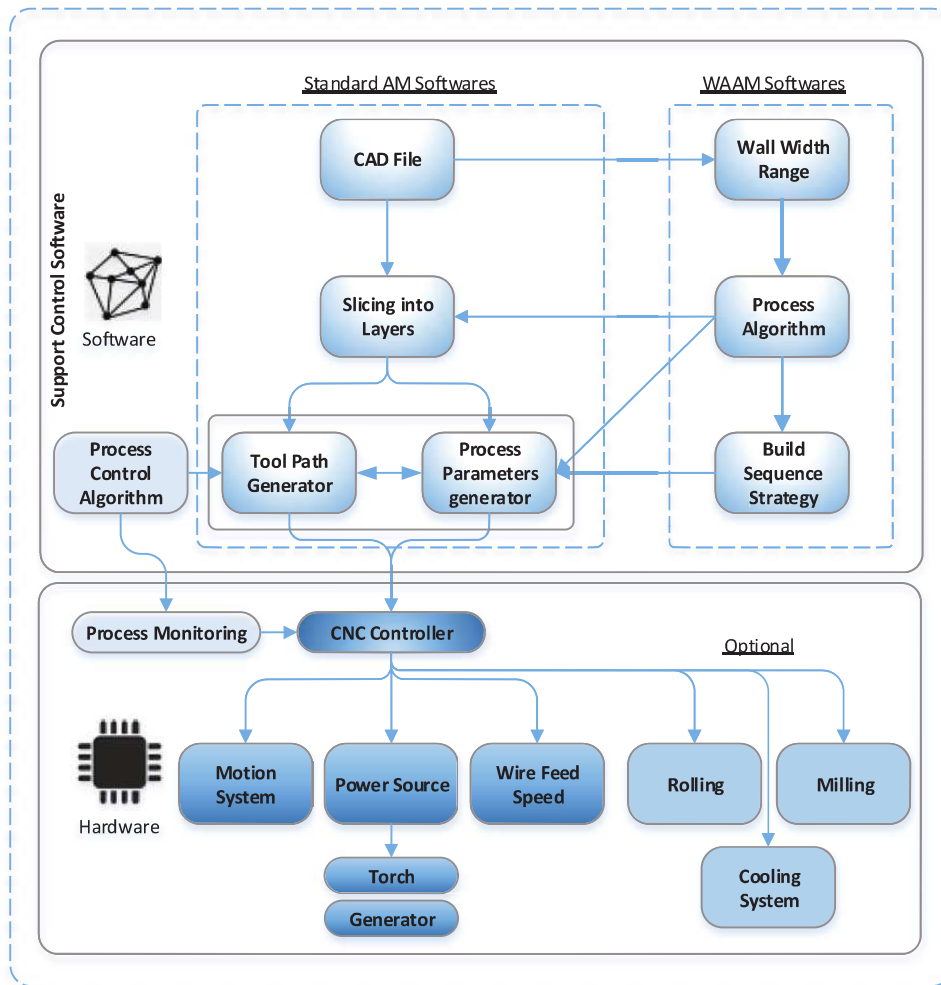 Standard AM Softwares
WAAM Softwares
CAD File
Wall Width
Range
Support Control Software
Software
Slicing into
Layers
Process
Algorithm
Process
Control
Algorithm
Tool Path
Generator
Process
Parameters
generator
Build
Sequence
Strategy
Process Monitoring
CNC Controller
Optional
Hardware
Motion
System
Power Source
Wire Feed
Speed
Rolling
Milling
Torch
Generator
Cooling
System